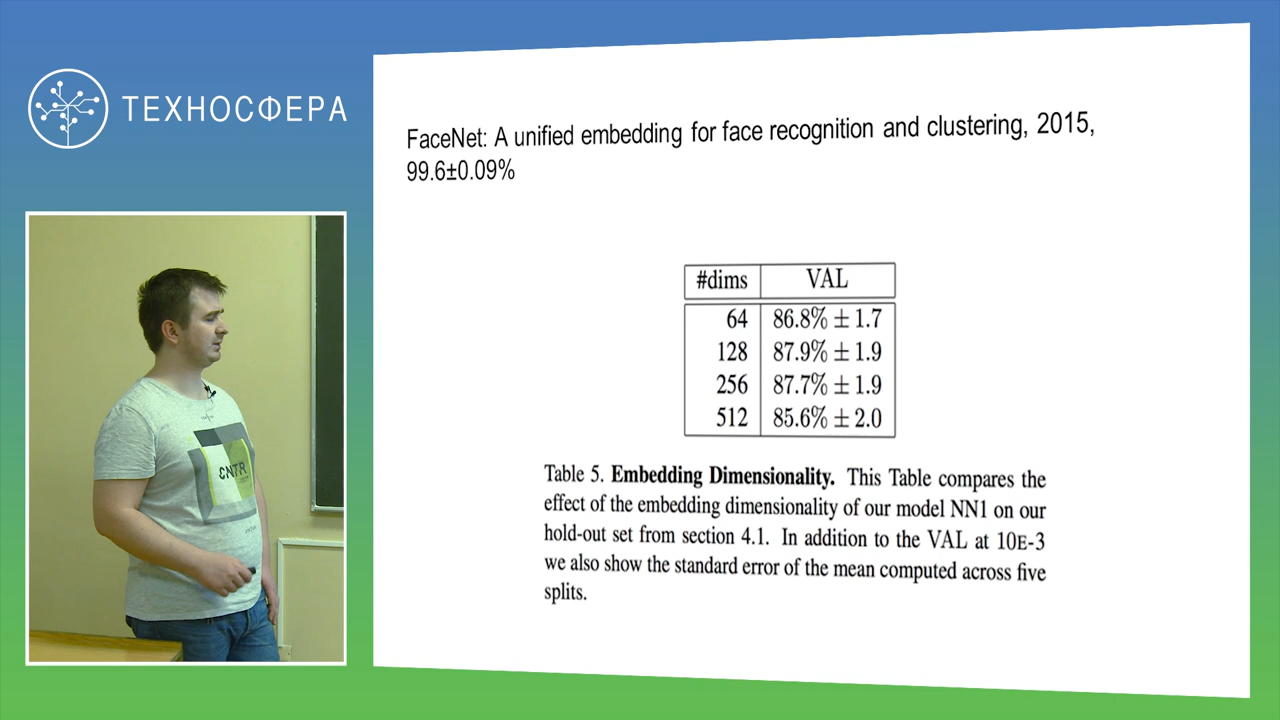 ТЕХНОСФЕРА
FaceNet: A unified embedding for face recognition and clustering, 2015,
99.6±0.09%
#dims VAL
64 86.8% ± 1.7
128 87.9% ± 1.9
256 87.7% ± 1.9
512 85.6% ± 2.0
Table 5. Embedding Dimensionality. This Table compares the
effect of the embedding dimensionality of our model NN1 on our
hold-out set from section 4.1. In addition to the VAL at 10E-3
we also show the standard error of the mean computed across five
splits.
CNTR